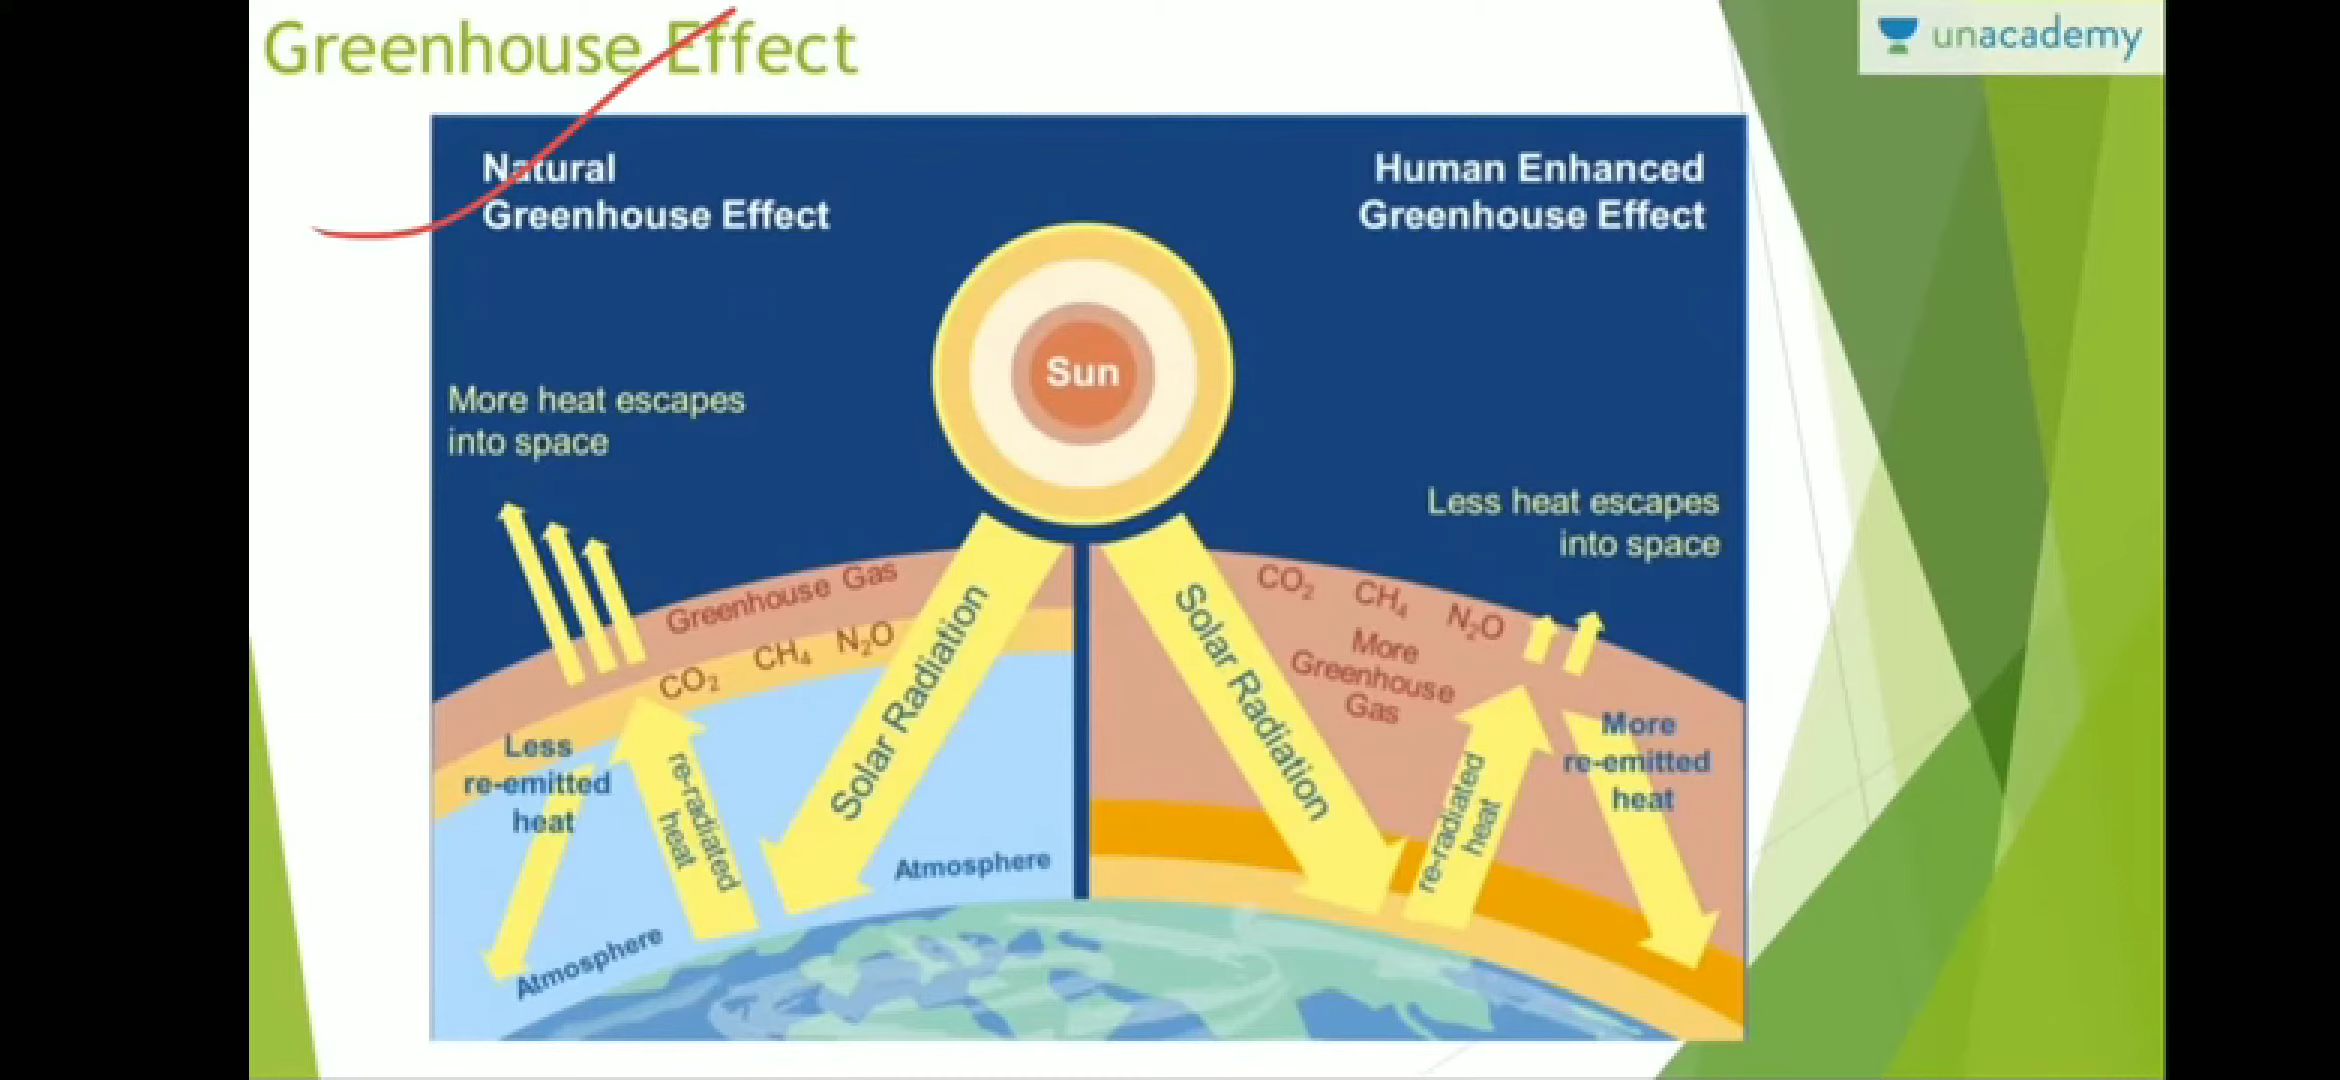 Greenhouse Effect
unacademy
Natural
Greenhouse Effect
Human Enhanced
Greenhouse Effect
Sun
More heat escapes
into space
Less heat escapes
into space
Greenhouse Gas
CO₂ CH₄ N₂O
Solar Radiation
Less
re-emitted
heat
re-radiated
heat
Atmosphere
Atmosphere
CO₂ CH₄ N₂O
More
Greenhouse
Gas
Solar Radiation
re-radiated
heat
More
re-emitted
heat